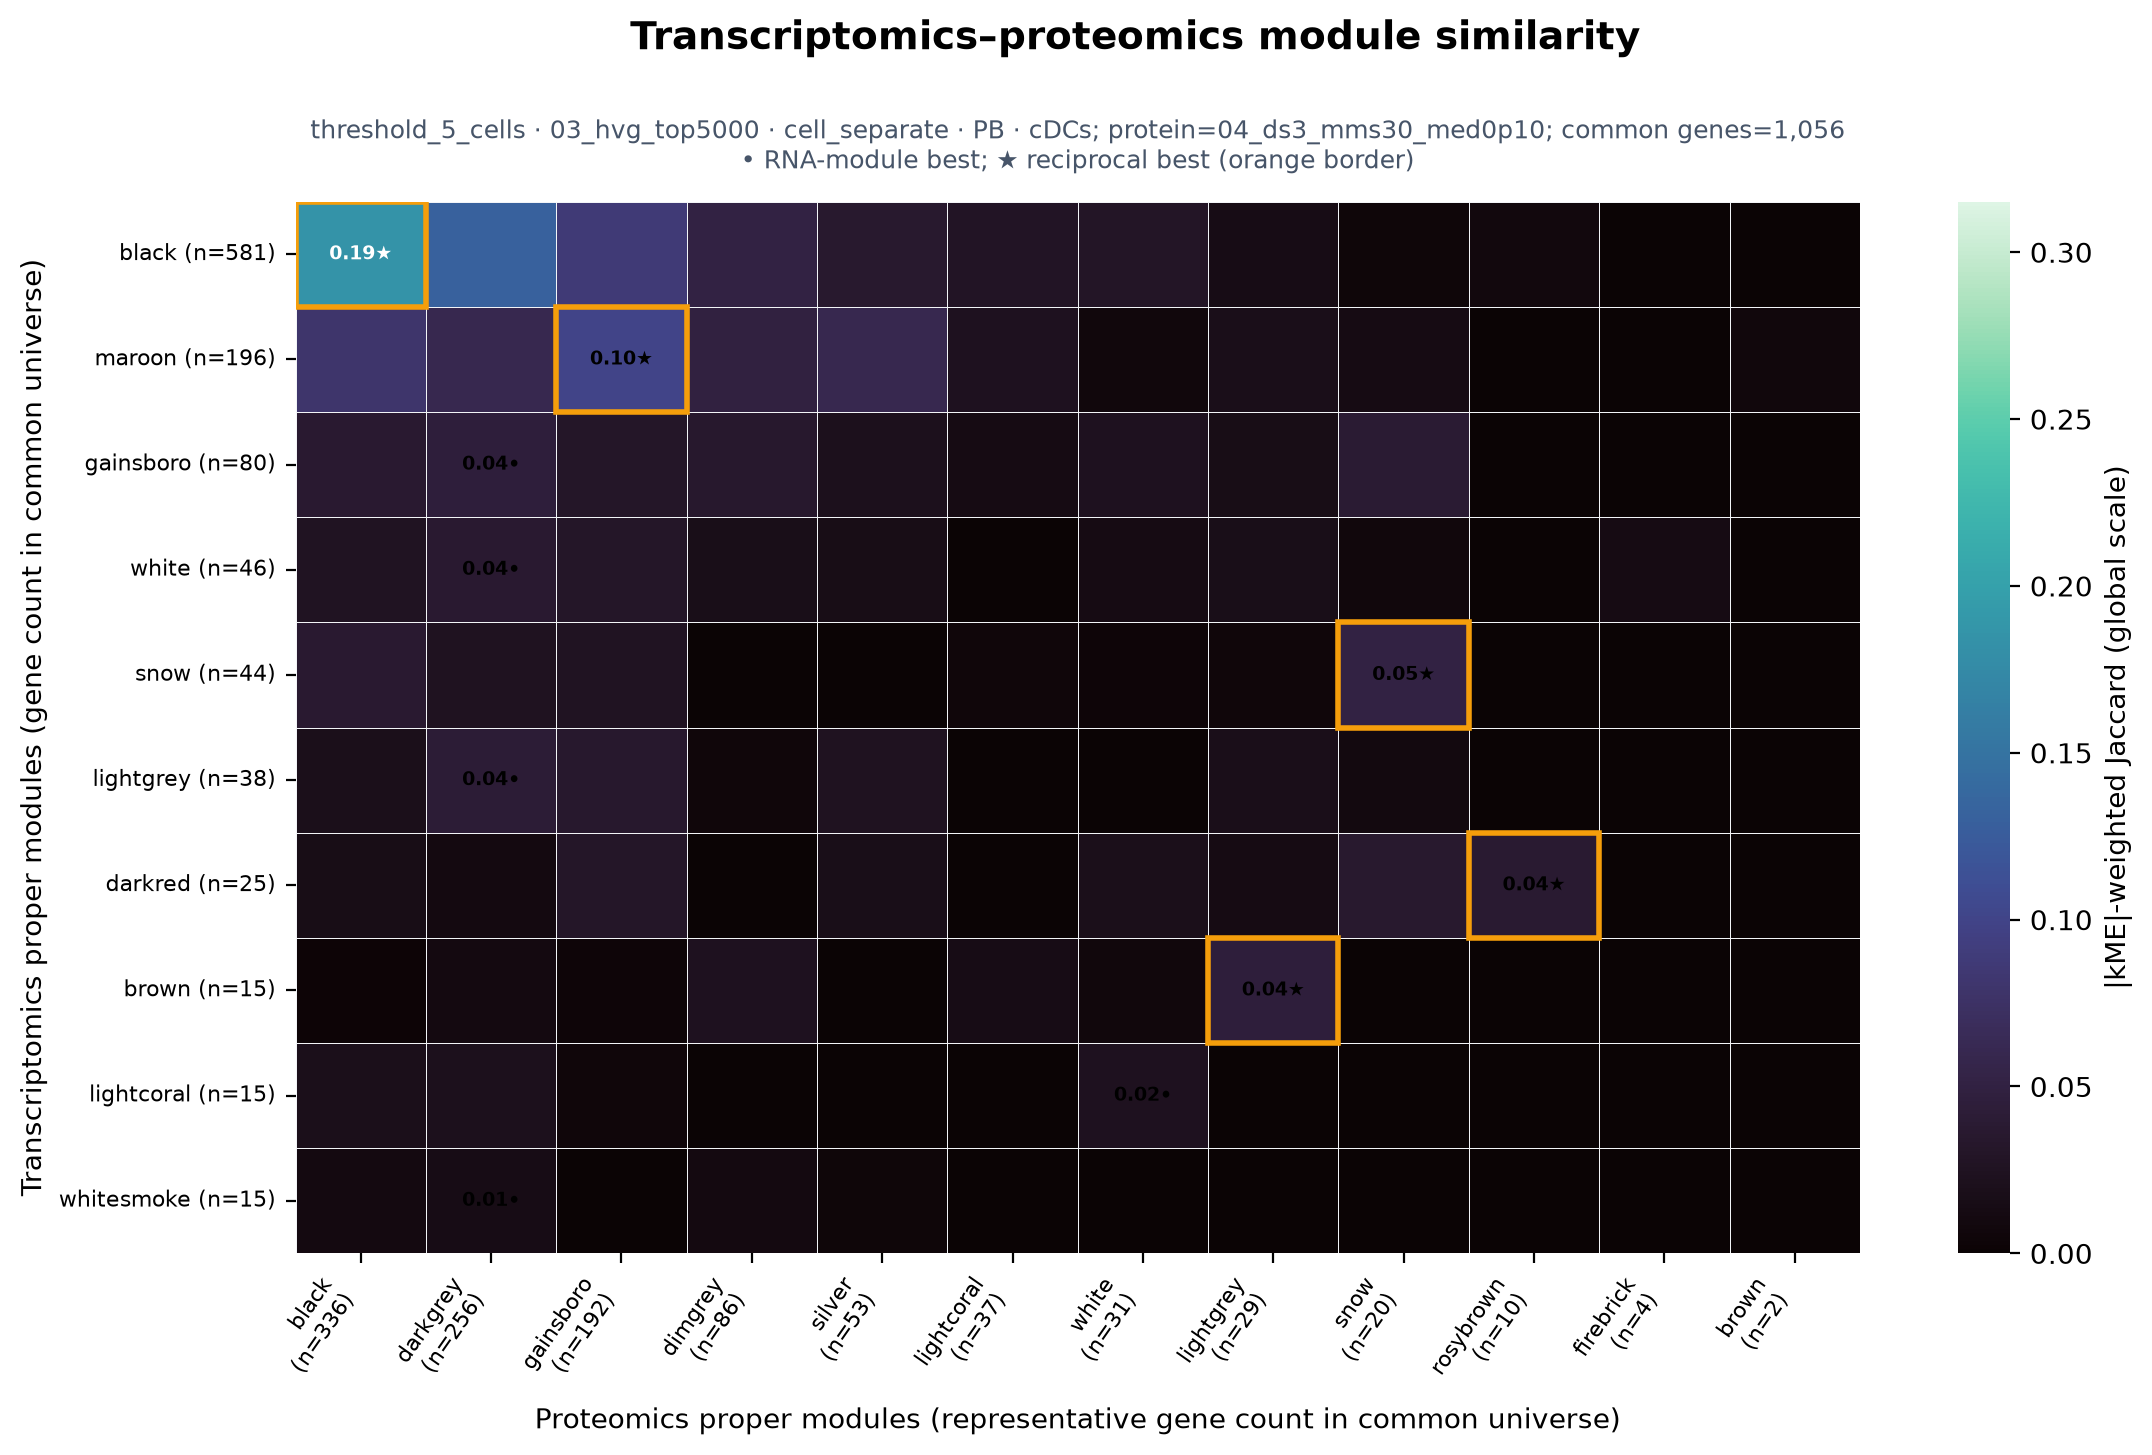 Transcriptomics–proteomics module similarity
threshold_5_cells · 03_hvg_top5000 · cell_separate · PB · cDCs; protein=04_ds3_mms30_med0p10; common genes=1,056
• RNA-module best; ★ reciprocal best (orange border)
Transcriptomics proper modules (gene count in common universe)
black (n=581)
maroon (n=196)
gainsboro (n=80)
white (n=46)
snow (n=44)
lightgrey (n=38)
darkred (n=25)
brown (n=15)
lightcoral (n=15)
whitesmoke (n=15)
0.19★
0.10★
0.04•
0.04•
0.05★
0.04•
0.04★
0.04★
0.02•
0.01•
black
(n=336)
darkgrey
(n=256)
gainsboro
(n=192)
dimgrey
(n=86)
silver
(n=53)
lightcoral
(n=37)
white
(n=31)
lightgrey
(n=29)
snow
(n=20)
rosybrown
(n=10)
firebrick
(n=4)
brown
(n=2)
Proteomics proper modules (representative gene count in common universe)
0.30
0.25
0.20
0.15
0.10
0.05
0.00
|kME|-weighted Jaccard (global scale)